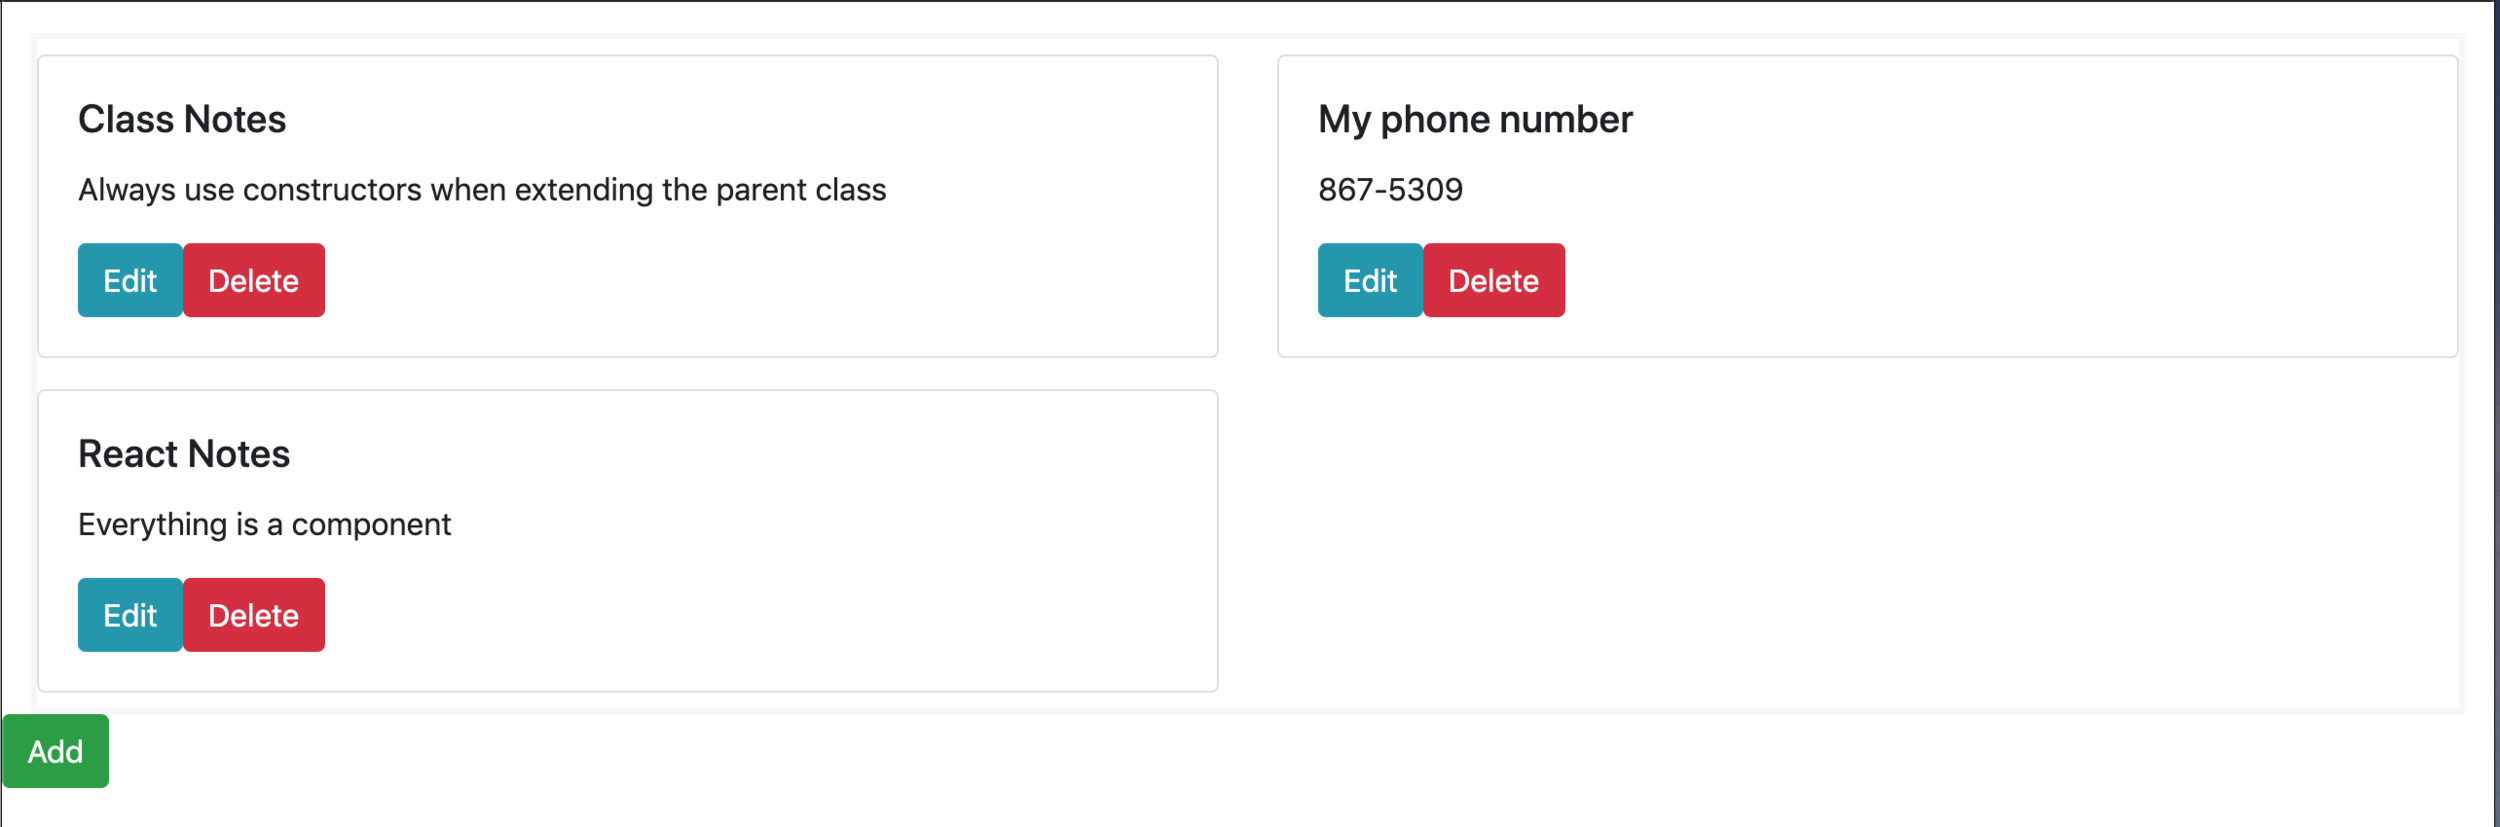 Class Notes
Always use constructors when extending the parent class
Edit Delete
My phone number
867-5309
Edit Delete
React Notes
Everything is a component
Edit Delete
Add